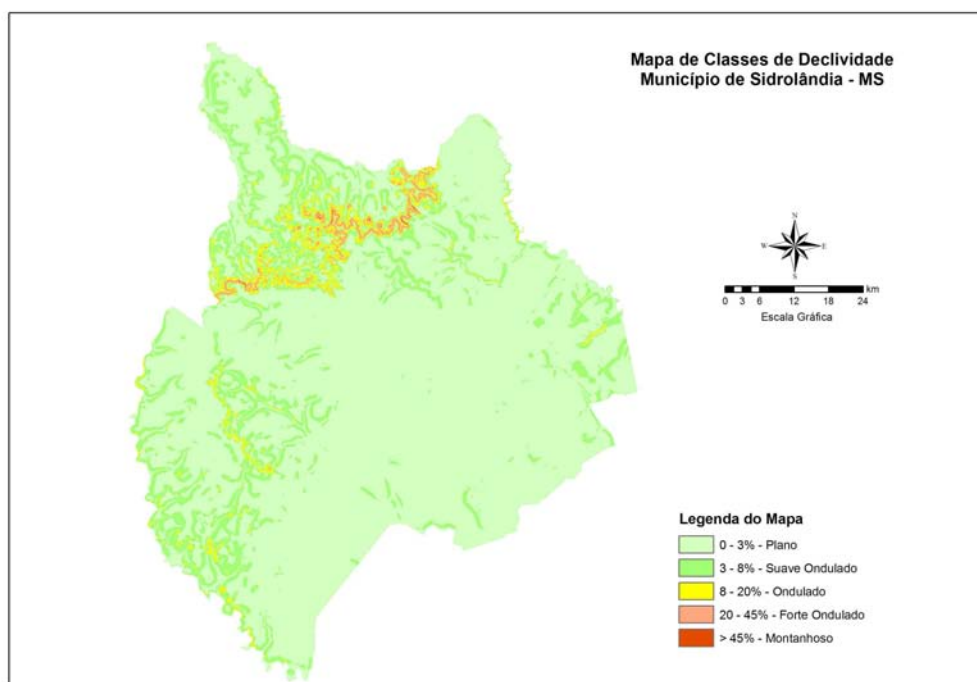 Mapa de Classes de Declividade
Município de Sidrolândia - MS
N
W
E
S
km
0 3 6 12 18 24
Escala Gráfica
Legenda do Mapa
0 - 3% - Plano
3 - 8% - Suave Ondulado
8 - 20% - Ondulado
20 - 45% - Forte Ondulado
> 45% - Montanhoso